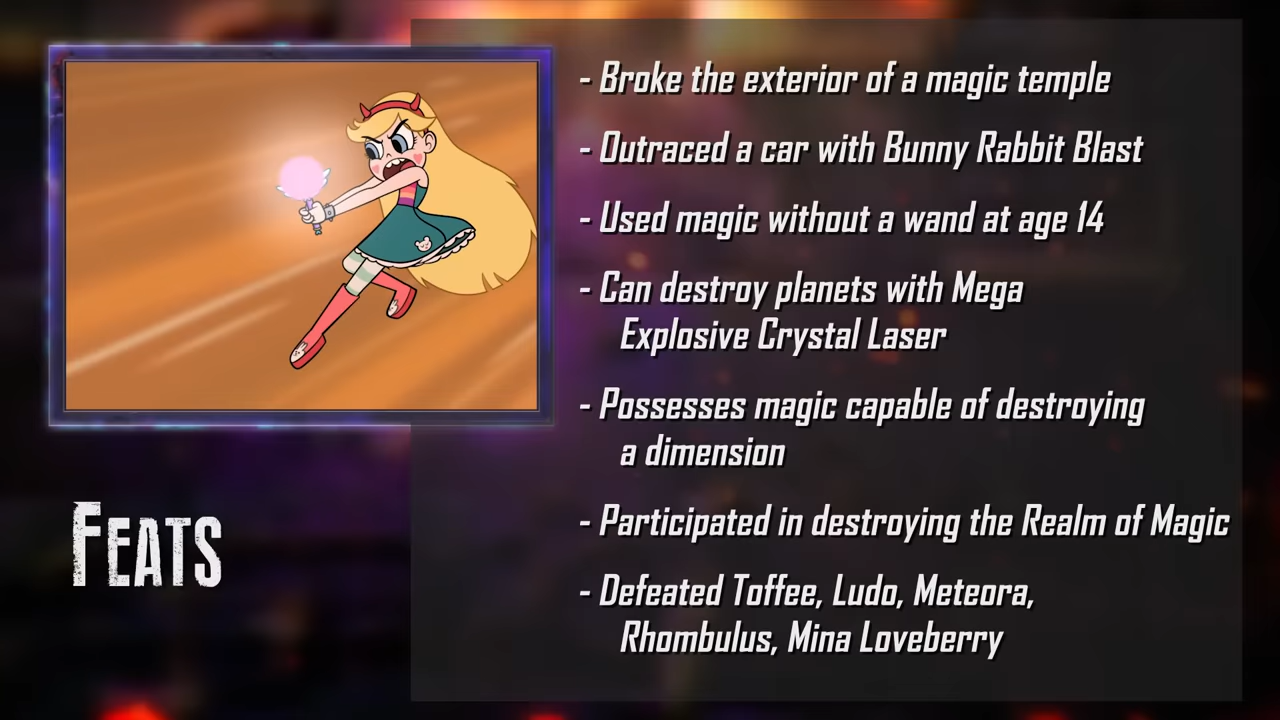 - Broke the exterior of a magic temple
- Outraced a car with Bunny Rabbit Blast
- Used magic without a wand at age 14
- Can destroy planets with Mega
Explosive Crystal Laser
- Possesses magic capable of destroying
a dimension
- Participated in destroying the Realm of Magic
- Defeated Toffee, Ludo, Meteora,
Rhombulus, Mina Loveberry
Feats